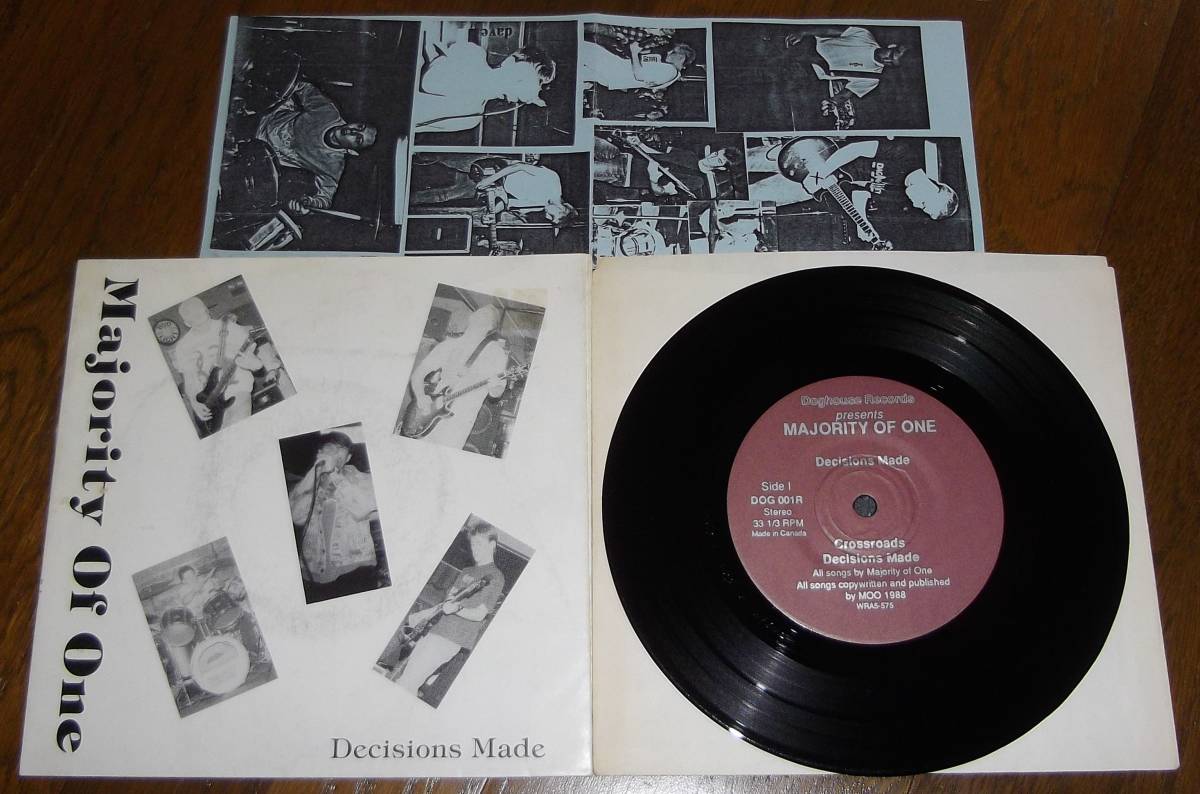 Majority Of One
Decisions Made
Doghouse Records
presents
MAJORITY OF ONE
Decisions Made
Side I
DOG 001R
Stereo
33 1/3 RPM
Made in Canada
Crossroads
Decisions Made
All songs by Majority of One
All songs copywritten and published
by MOO 1988
WRA5-575